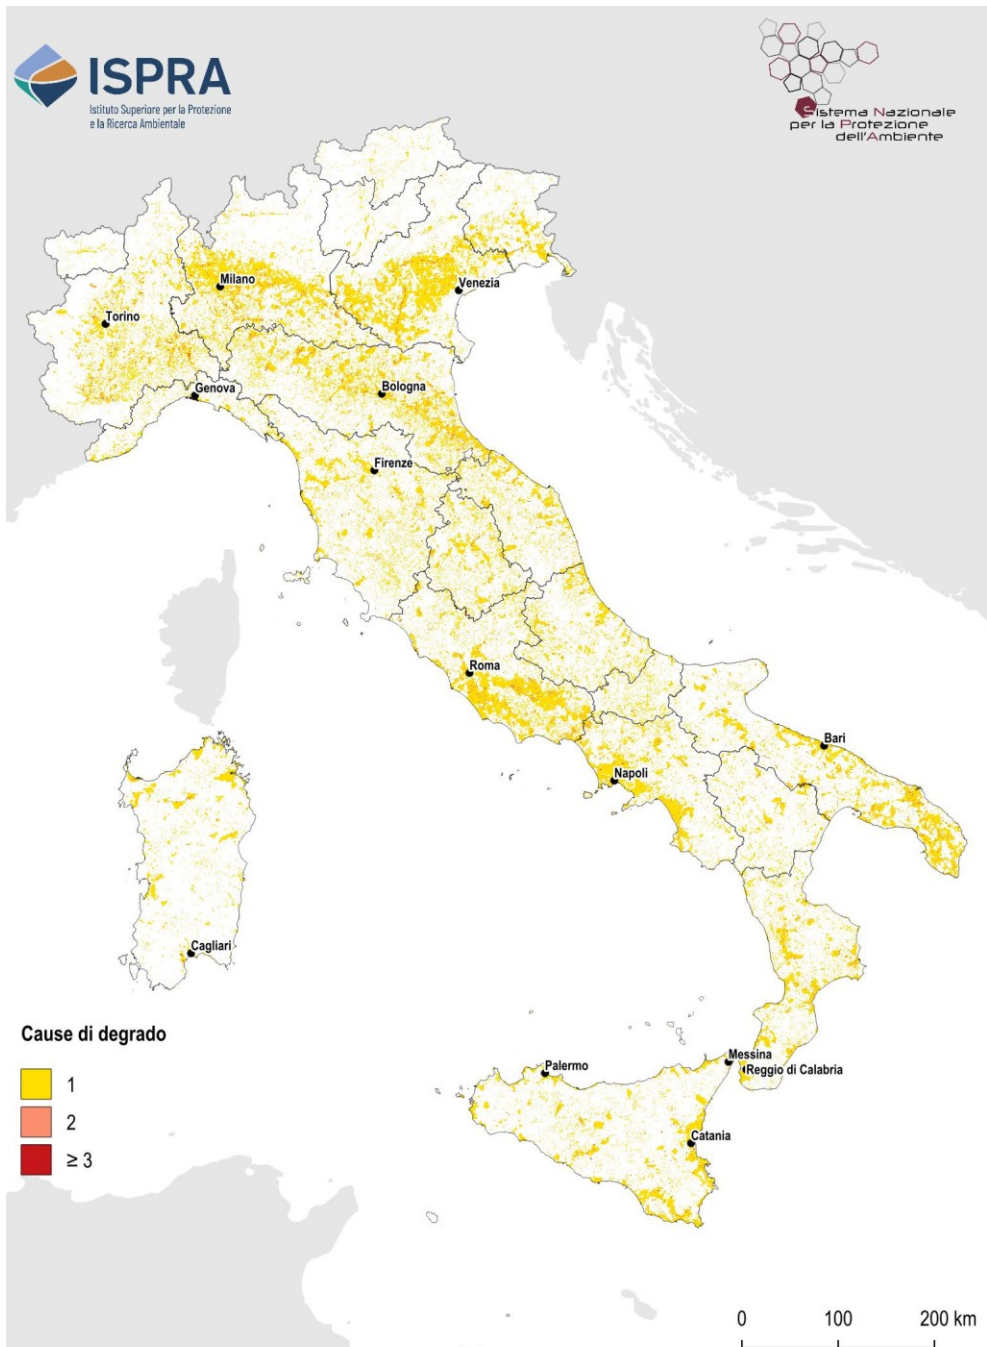 ISPRA
Istituto Superiore per la Protezione
e la Ricerca Ambientale
Sistema Nazionale
per la Protezione
dell'Ambiente
Milano
Venezia
Torino
Genova
Bologna
Firenze
Roma
Bari
Napoli
Cagliari
Cause di degrado
1
2
≥ 3
Messina
Reggio di Calabria
Palermo
Catania
0 100 200 km